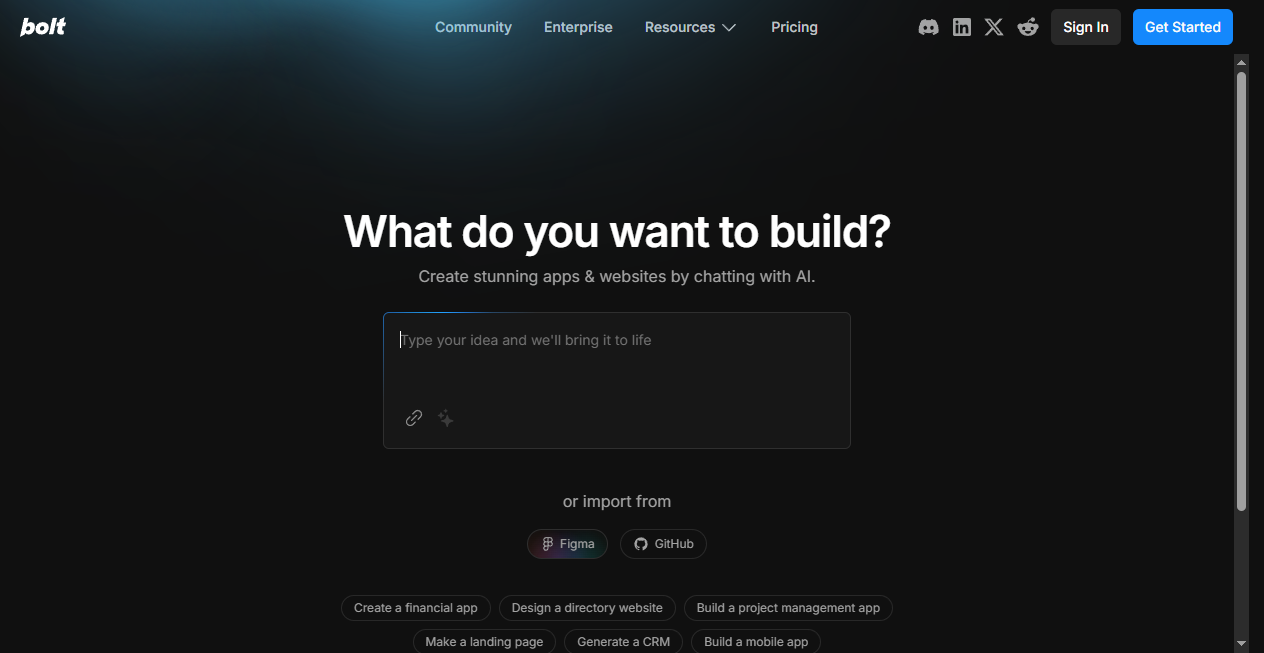 bolt
Community Enterprise Resources Pricing Sign In Get Started
What do you want to build?
Create stunning apps & websites by chatting with AI.
Type your idea and we'll bring it to life
or import from
Figma GitHub
Create a financial app Design a directory website Build a project management app
Make a landing page Generate a CRM Build a mobile app